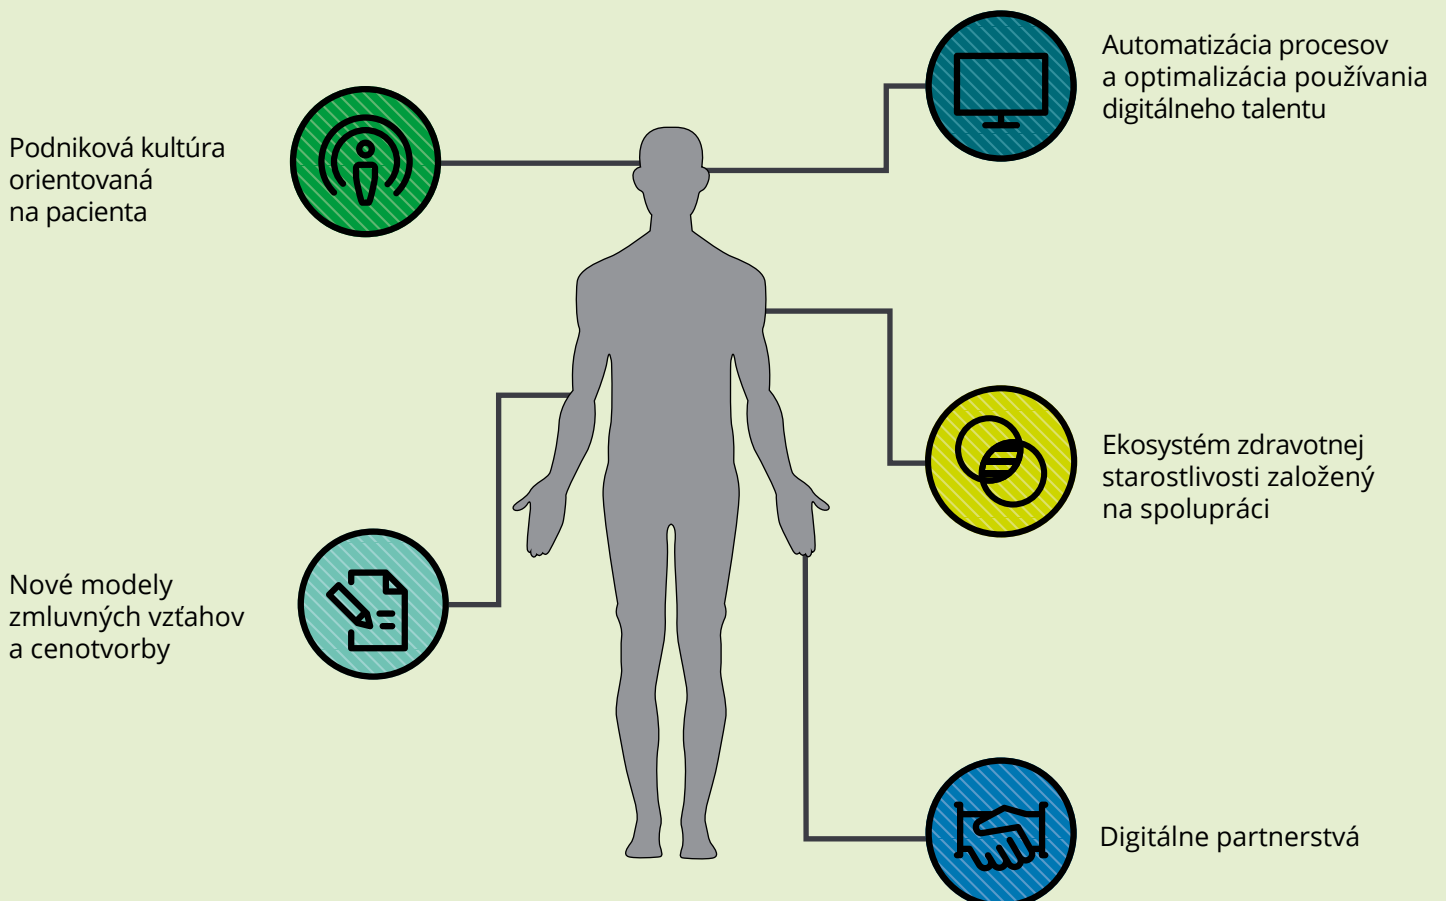 Podniková kultúra
orientovaná
na pacienta
Automatizácia procesov
a optimalizácia používania
digitálneho talentu
Ekosystém zdravotnej
starostlivosti založený
na spolupráci
Nové modely
zmluvných vzťahov
a cenotvorby
Digitálne partnerstvá